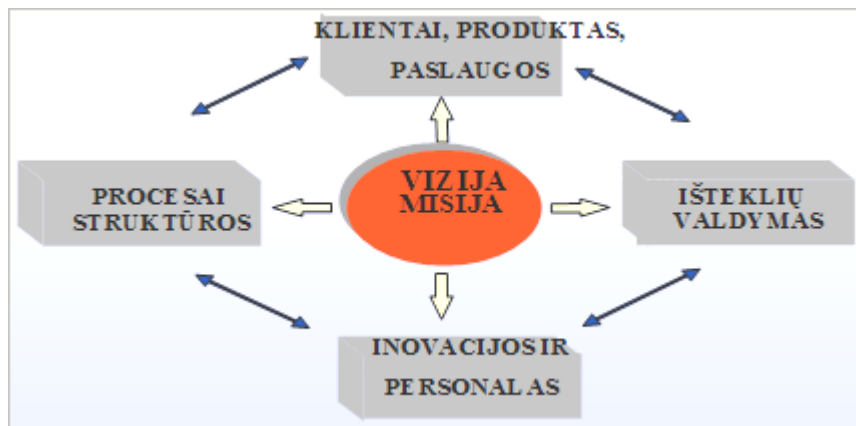 KLIENTAI, PRODUKTAS,
PASLAUGOS
VIZIJA
MISIJA
PROCESAI
STRUKTŪROS
IŠTEKLIŲ
VALDYMAS
INOVACIJOS IR
PERSONALAS